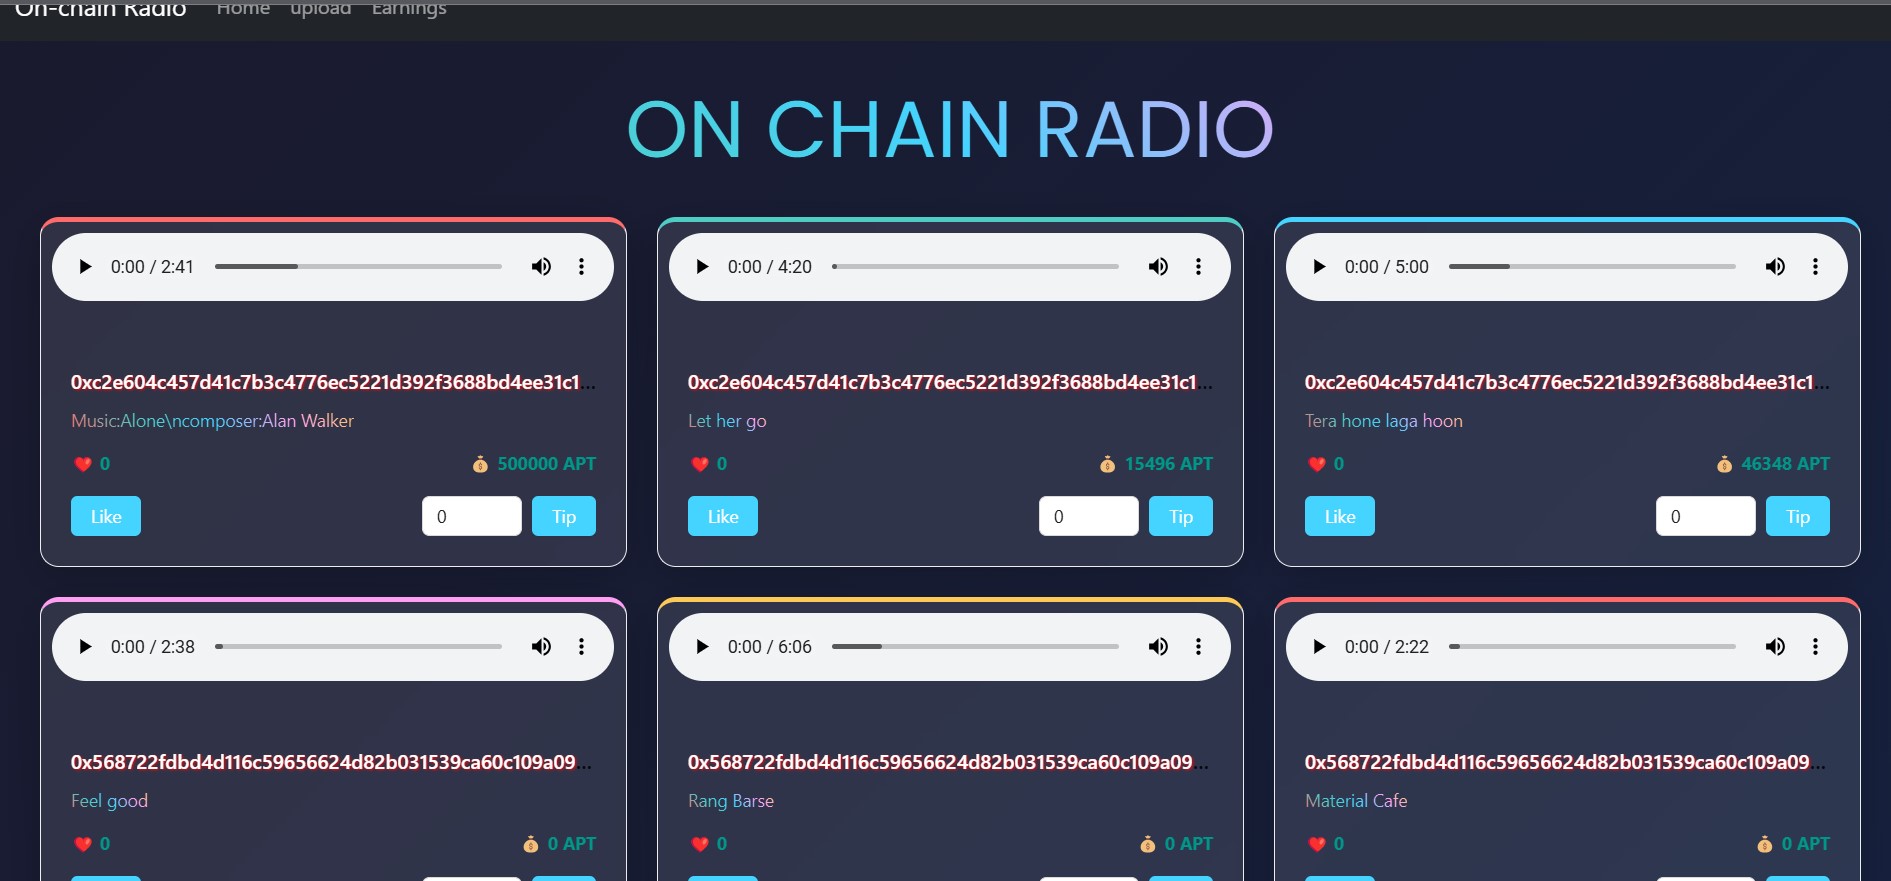 On-chain Radio Home upload Earnings
ON CHAIN RADIO
0:00 / 2:41
0:00 / 4:20
0:00 / 5:00
0xc2e604c457d41c7b3c4776ec5221d392f3688bd4ee31c1...
0xc2e604c457d41c7b3c4776ec5221d392f3688bd4ee31c1...
0xc2e604c457d41c7b3c4776ec5221d392f3688bd4ee31c1...
Music:Alone\ncomposer:Alan Walker
Let her go
Tera hone laga hoon
0 500000 APT
0 15496 APT
0 46348 APT
Like 0 Tip
Like 0 Tip
Like 0 Tip
0:00 / 2:38
0:00 / 6:06
0:00 / 2:22
0x568722fdbd4d116c59656624d82b031539ca60c109a09...
0x568722fdbd4d116c59656624d82b031539ca60c109a09...
0x568722fdbd4d116c59656624d82b031539ca60c109a09...
Feel good
Rang Barse
Material Cafe
0 0 APT
0 0 APT
0 0 APT